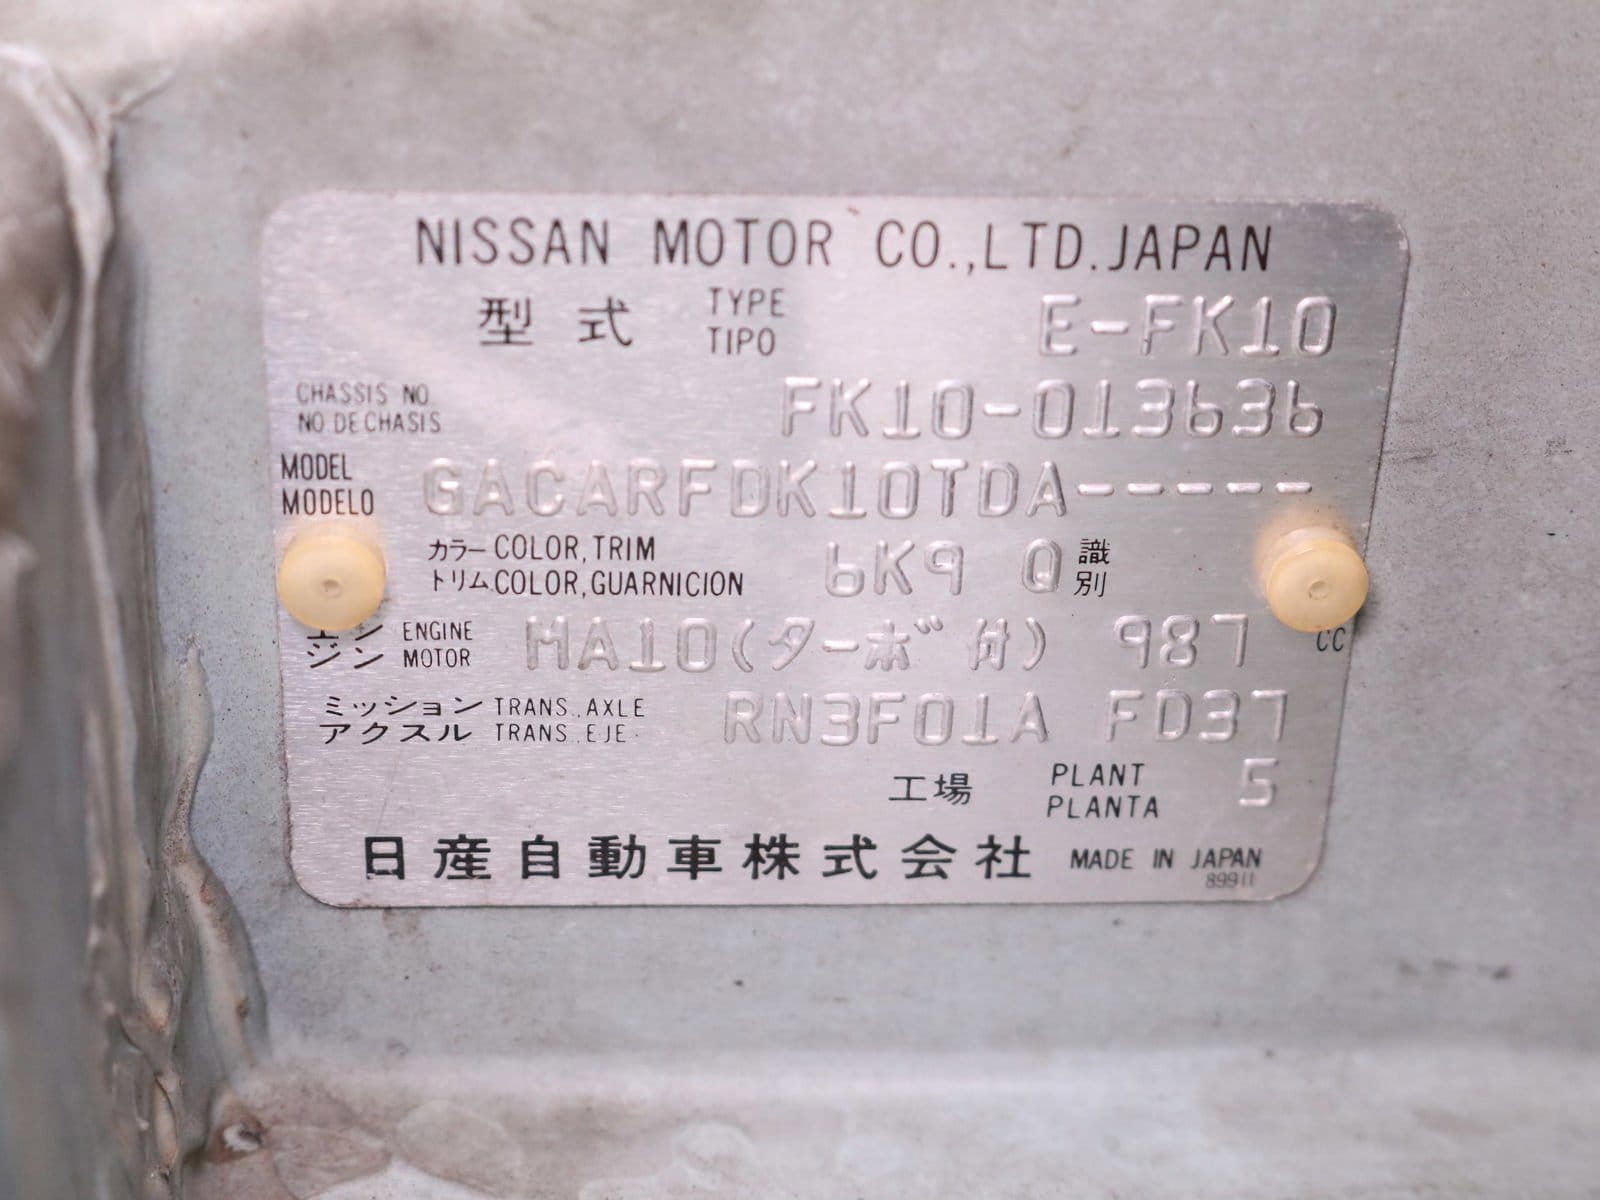 NISSAN MOTOR CO.,LTD.JAPAN
型式 TYPE TIPO E-FK10
CHASSIS NO. NO.DE CHASIS FK10-013636
MODEL MODELO GACARFDK10TDA-----
カラー COLOR,TRIM
トリム COLOR,GUARNICION 6K9 Q 識別
エンジン ENGINE MOTOR MA10(ターボ付) 987 CC
ミッション TRANS.AXLE
アクスル TRANS.EJE RN3F01A FD37
工場 PLANT PLANTA 5
日産自動車株式会社 MADE IN JAPAN
89911